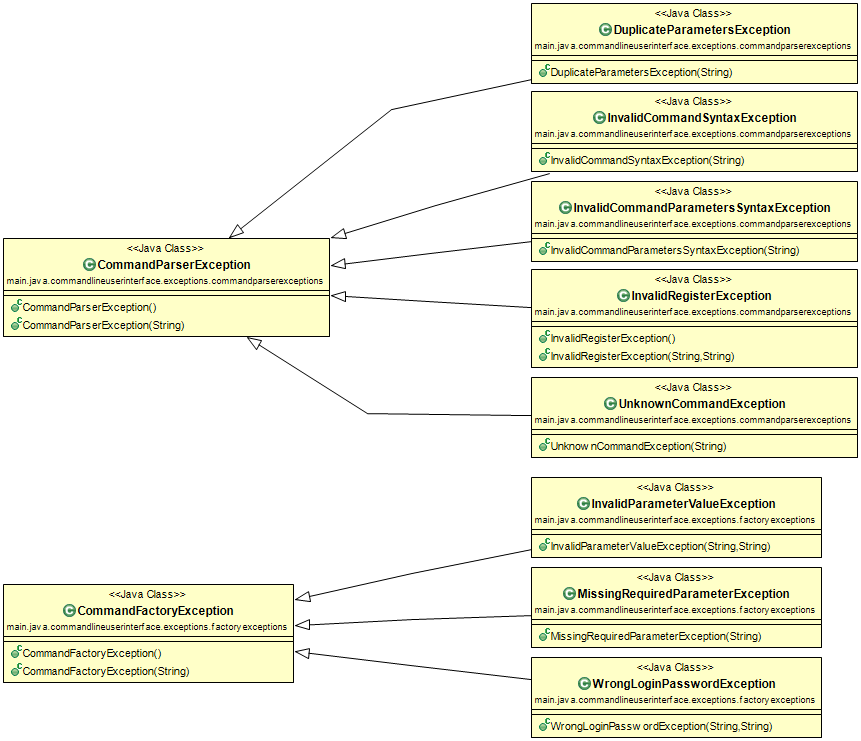 <<Java Class>>
DuplicateParametersException
main.java.commandlineuserinterface.exceptions.commandparserexceptions
DuplicateParametersException(String)
<<Java Class>>
InvalidCommandSyntaxException
main.java.commandlineuserinterface.exceptions.commandparserexceptions
InvalidCommandSyntaxException(String)
<<Java Class>>
InvalidCommandParametersSyntaxException
main.java.commandlineuserinterface.exceptions.commandparserexceptions
InvalidCommandParametersSyntaxException(String)
<<Java Class>>
CommandParserException
main.java.commandlineuserinterface.exceptions.commandparserexceptions
CommandParserException()
CommandParserException(String)
<<Java Class>>
InvalidRegisterException
main.java.commandlineuserinterface.exceptions.commandparserexceptions
InvalidRegisterException()
InvalidRegisterException(String,String)
<<Java Class>>
UnknownCommandException
main.java.commandlineuserinterface.exceptions.commandparserexceptions
UnknownCommandException(String)
<<Java Class>>
InvalidParameterValueException
main.java.commandlineuserinterface.exceptions.factoryexceptions
InvalidParameterValueException(String,String)
<<Java Class>>
MissingRequiredParameterException
main.java.commandlineuserinterface.exceptions.factoryexceptions
MissingRequiredParameterException(String)
<<Java Class>>
CommandFactoryException
main.java.commandlineuserinterface.exceptions.factoryexceptions
CommandFactoryException()
CommandFactoryException(String)
<<Java Class>>
WrongLoginPasswordException
main.java.commandlineuserinterface.exceptions.factoryexceptions
WrongLoginPasswordException(String,String)